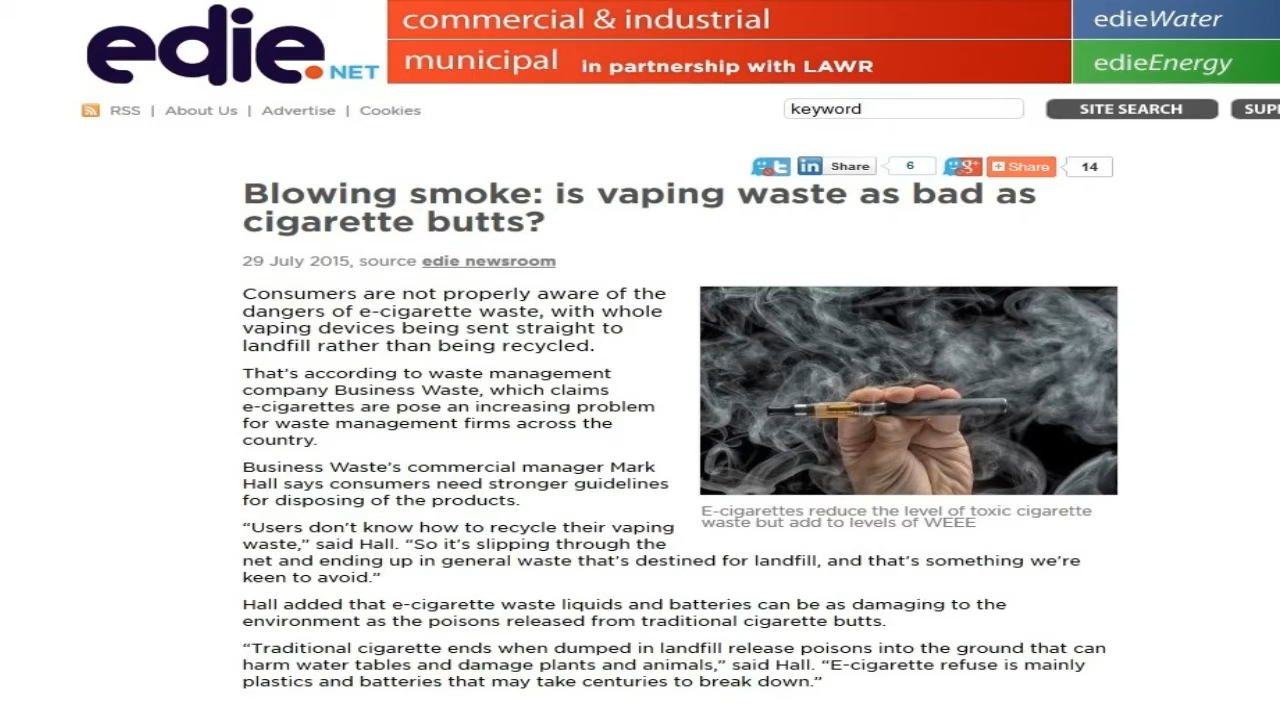 edie.NET
commercial & industrial
edieWater
municipal in partnership with LAWR
edieEnergy
RSS | About Us | Advertise | Cookies
keyword
SITE SEARCH
in Share 6 g+ Share 14
Blowing smoke: is vaping waste as bad as
cigarette butts?
29 July 2015, source edie newsroom
Consumers are not properly aware of the
dangers of e-cigarette waste, with whole
vaping devices being sent straight to
landfill rather than being recycled.
That's according to waste management
company Business Waste, which claims
e-cigarettes are pose an increasing problem
for waste management firms across the
country.
Business Waste's commercial manager Mark
Hall says consumers need stronger guidelines
for disposing of the products.
“Users don't know how to recycle their vaping
waste,” said Hall. “So it's slipping through the
net and ending up in general waste that's destined for landfill, and that's something we're
keen to avoid.”
E-cigarettes reduce the level of toxic cigarette
waste but add to levels of WEEE
Hall added that e-cigarette waste liquids and batteries can be as damaging to the
environment as the poisons released from traditional cigarette butts.
“Traditional cigarette ends when dumped in landfill release poisons into the ground that can
harm water tables and damage plants and animals,” said Hall. “E-cigarette refuse is mainly
plastics and batteries that may take centuries to break down.”